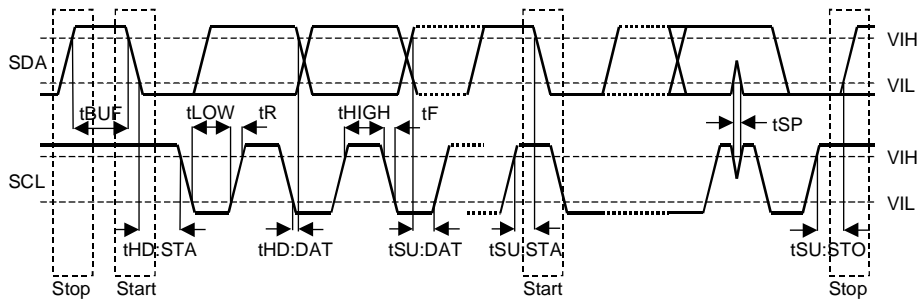 VIH
SDA
VIL
tBUF tLOW tR tHIGH tF tSP
VIH
SCL
VIL
tHD:STA tHD:DAT tSU:DAT tSU:STA tSU:STO
Stop Start Start Stop